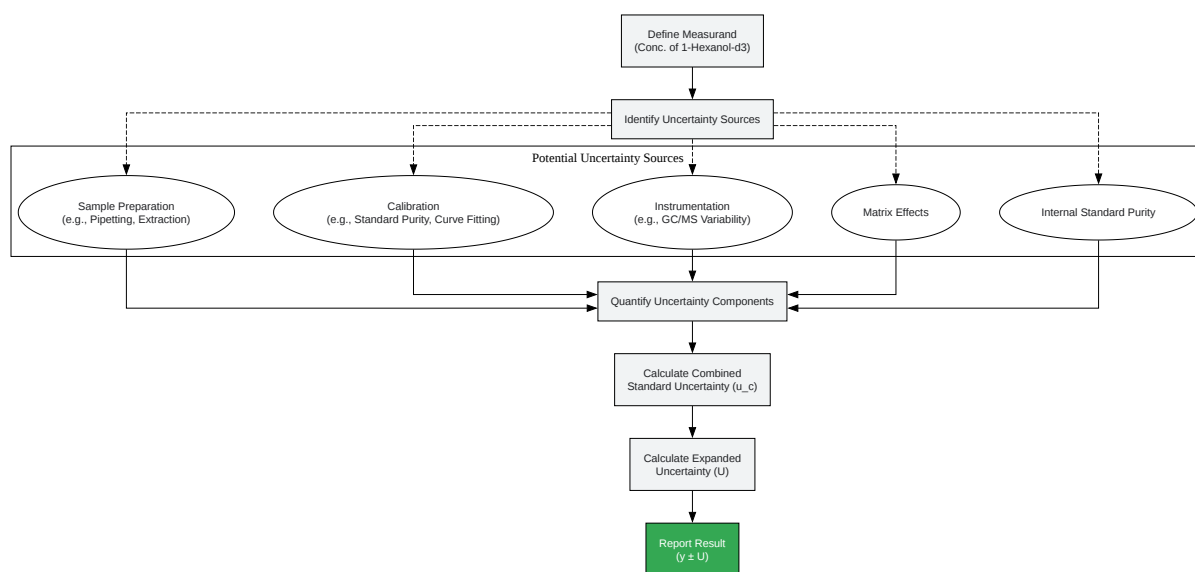 Define Measurand
(Conc. of 1-Hexanol-d3)
Identify Uncertainty Sources
Potential Uncertainty Sources
Sample Preparation
(e.g., Pipetting, Extraction)
Calibration
(e.g., Standard Purity, Curve Fitting)
Instrumentation
(e.g., GC/MS Variability)
Matrix Effects
Internal Standard Purity
Quantify Uncertainty Components
Calculate Combined
Standard Uncertainty (u_c)
Calculate Expanded
Uncertainty (U)
Report Result
(y ± U)